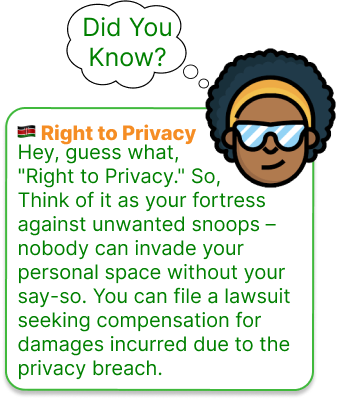 Did You
Know?
Right to Privacy
Hey, guess what,
"Right to Privacy." So,
Think of it as your fortress
against unwanted snoops –
nobody can invade your
personal space without your
say-so. You can file a lawsuit
seeking compensation for
damages incurred due to the
privacy breach.